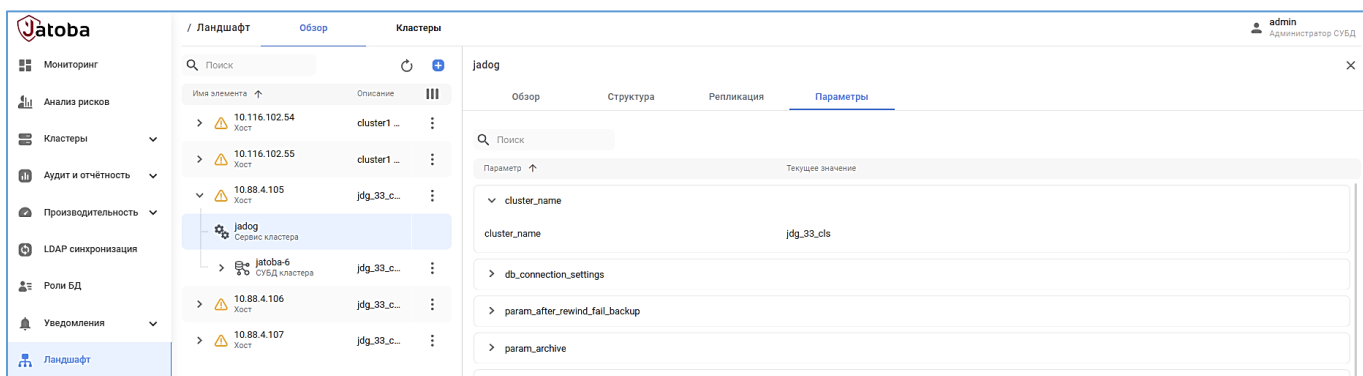 Jatoba
/ Ландшафт
Обзор
Кластеры
admin
Администратор СУБД
Мониторинг
Анализ рисков
Кластеры
Аудит и отчётность
Производительность
LDAP синхронизация
Роли БД
Уведомления
Ландшафт
Поиск
Имя элемента
Описание
10.116.102.54
Хост
cluster1 ...
10.116.102.55
Хост
cluster1 ...
10.88.4.105
Хост
jdg_33_c...
jadog
Сервис кластера
jatoba-6
СУБД кластера
jdg_33_c...
10.88.4.106
Хост
jdg_33_c...
10.88.4.107
Хост
jdg_33_c...
jadog
Обзор
Структура
Репликация
Параметры
Поиск
Параметр
Текущее значение
cluster_name
cluster_name
jdg_33_cls
db_connection_settings
param_after_rewind_fail_backup
param_archive